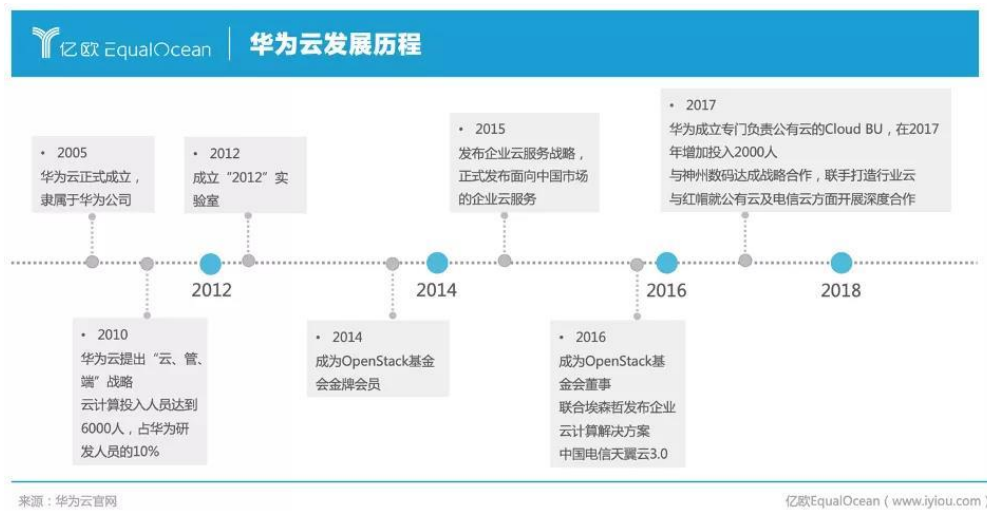 亿欧 EqualOcean
华为云发展历程
• 2005
华为云正式成立，
隶属于华为公司
• 2012
成立“2012”实
验室
• 2015
发布企业云服务战略，
正式发布面向中国市场
的企业云服务
• 2017
华为成立专门负责公有云的Cloud BU，在2017
年增加投入2000人
与神州数码达成战略合作，联手打造行业云
与红帽就公有云及电信云方面开展深度合作
2012
2014
2016
2018
• 2010
华为云提出“云、管、
端”战略
云计算投入人员达到
6000人，占华为研
发人员的10%
• 2014
成为OpenStack基金
会金牌会员
• 2016
成为OpenStack基
金会董事
联合埃森哲发布企业
云计算解决方案
中国电信天翼云3.0
来源：华为云官网
亿欧EqualOcean（www.iyiou.com）